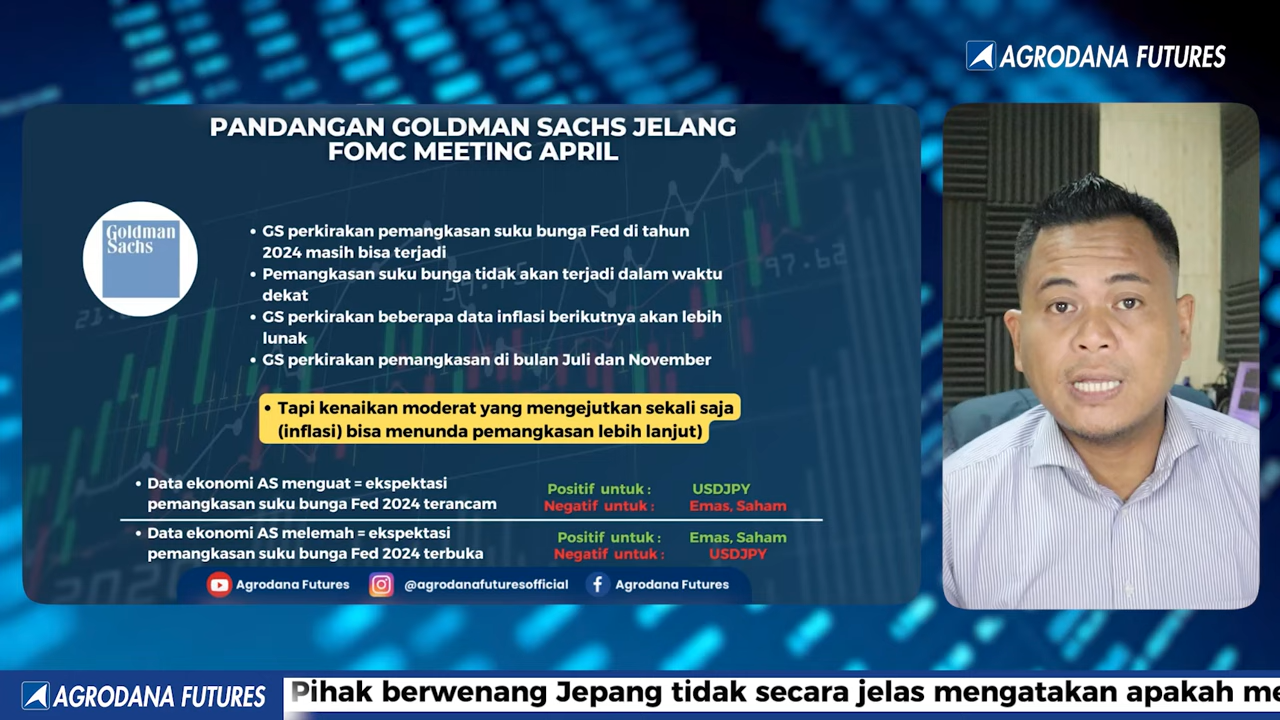 AGRODANA FUTURES
PANDANGAN GOLDMAN SACHS JELANG
FOMC MEETING APRIL
Goldman
Sachs
• GS perkirakan pemangkasan suku bunga Fed di tahun
2024 masih bisa terjadi
• Pemangkasan suku bunga tidak akan terjadi dalam waktu
dekat
• GS perkirakan beberapa data inflasi berikutnya akan lebih
lunak
• GS perkirakan pemangkasan di bulan Juli dan November
• Tapi kenaikan moderat yang mengejutkan sekali saja
(inflasi) bisa menunda pemangkasan lebih lanjut)
• Data ekonomi AS menguat = ekspektasi
pemangkasan suku bunga Fed 2024 terancam
Positif untuk : USDJPY
Negatif untuk : Emas, Saham
• Data ekonomi AS melemah = ekspektasi
pemangkasan suku bunga Fed 2024 terbuka
Positif untuk : Emas, Saham
Negatif untuk : USDJPY
Agrodana Futures @agrodanafuturesofficial Agrodana Futures
97.62
AGRODANA FUTURES
Pihak berwenang Jepang tidak secara jelas mengatakan apakah me